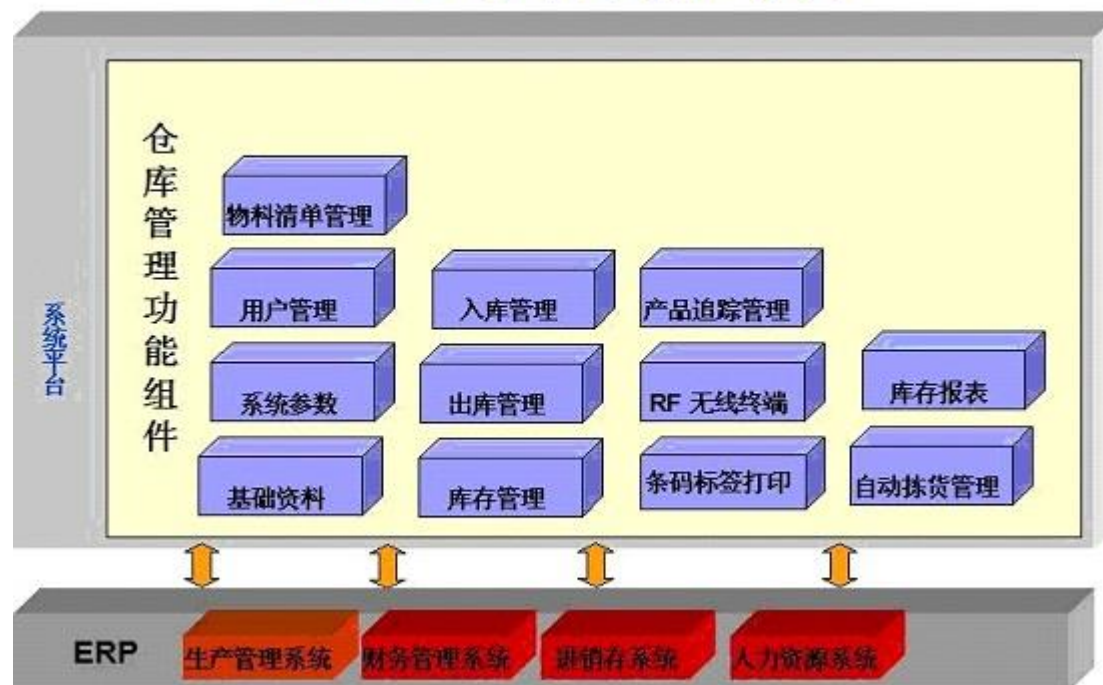 仓库管理功能组件
系统平台
物料清单管理
用户管理
入库管理
产品追踪管理
系统参数
出库管理
RF 无线终端
库存报表
基础资料
库存管理
条码标签打印
自动拣货管理
ERP
生产管理系统
财务管理系统
进销存系统
人力资源系统